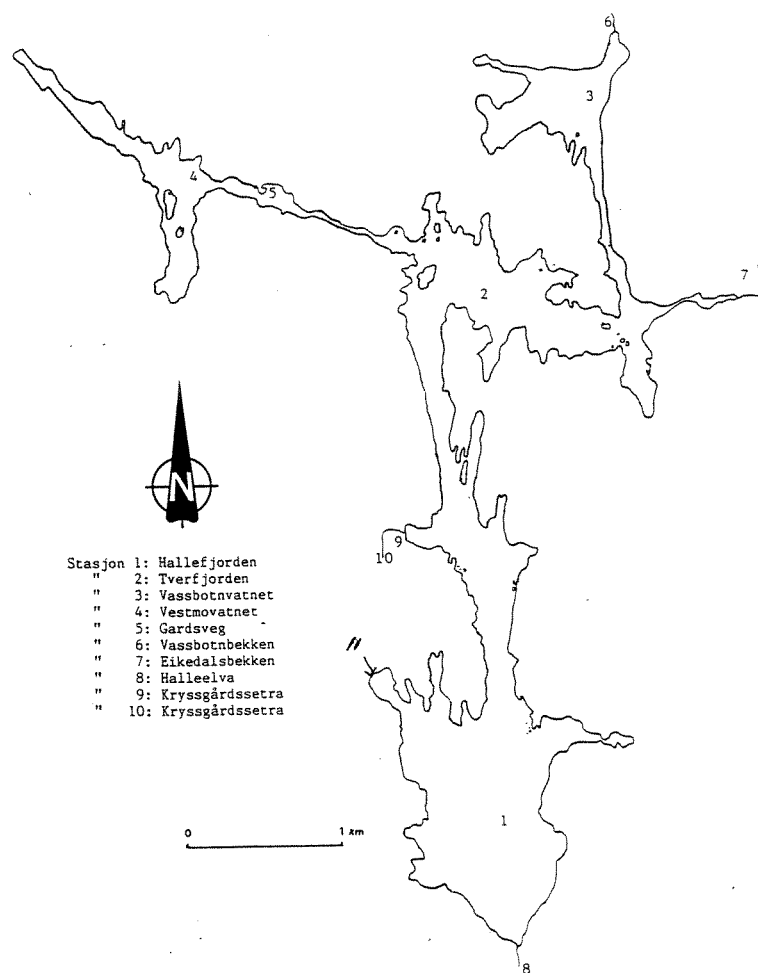 6
3
4
5
7
2
N
9
10
Stasjon 1: Hallefjorden
" 2: Tverfjorden
" 3: Vassbotnvatnet
" 4: Vestmovatnet
" 5: Gardsveg
" 6: Vassbotnbekken
" 7: Eikedalsbekken
" 8: Halleelva
" 9: Kryssgårdssetra
" 10: Kryssgårdssetra
11
0 1 km
1
8